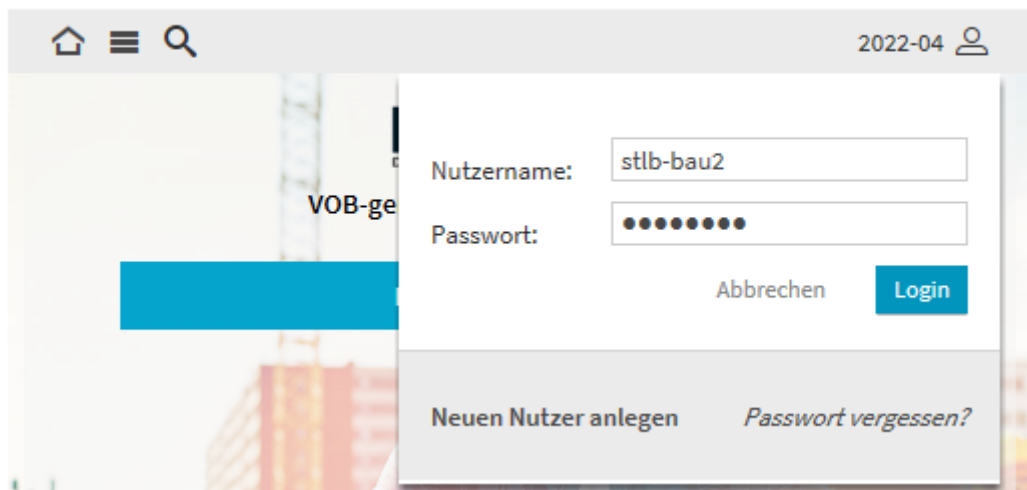 2022-04
Nutzername: stlb-bau2
VOB-ge
Passwort: ●●●●●●●●
Abbrechen Login
Neuen Nutzer anlegen Passwort vergessen?